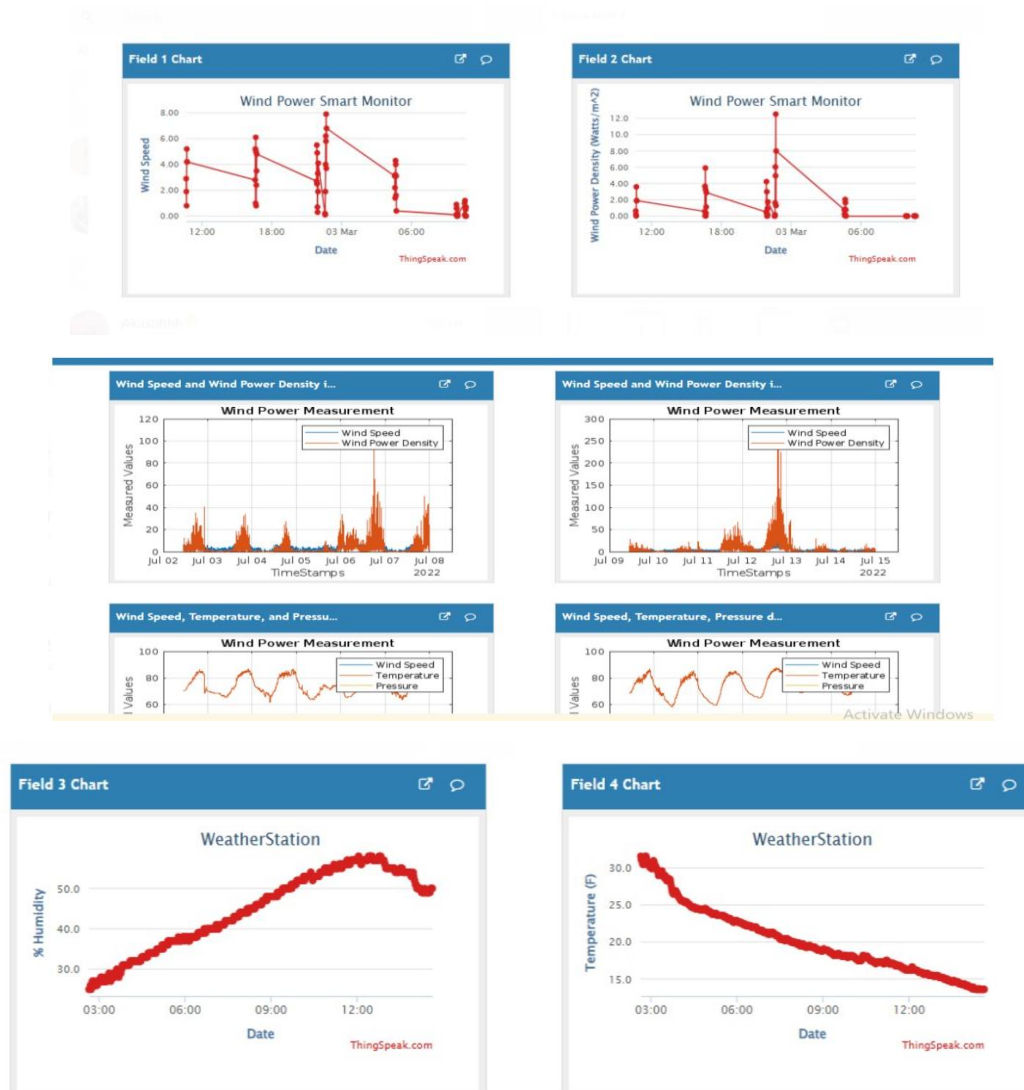 Field 1 Chart
Wind Power Smart Monitor
Wind Speed
8.00
6.00
4.00
2.00
0.00
12:00 18:00 03 Mar 06:00
Date
ThingSpeak.com
Field 2 Chart
Wind Power Smart Monitor
Wind Power Density (Watts/m^2)
12.0
10.0
8.00
6.00
4.00
2.00
0.00
12:00 18:00 03 Mar 06:00
Date
ThingSpeak.com
Wind Speed and Wind Power Density i...
Wind Power Measurement
Measured Values
120
100
80
60
40
20
0
Wind Speed
Wind Power Density
Jul 02 Jul 03 Jul 04 Jul 05 Jul 06 Jul 07 Jul 08
TimeStamps 2022
Wind Speed and Wind Power Density i...
Wind Power Measurement
Measured Values
300
250
200
150
100
50
0
Wind Speed
Wind Power Density
Jul 09 Jul 10 Jul 11 Jul 12 Jul 13 Jul 14 Jul 15
TimeStamps 2022
Wind Speed, Temperature, and Pressu...
Wind Power Measurement
Values
100
80
60
Wind Speed
Temperature
Pressure
Wind Speed, Temperature, Pressure d...
Wind Power Measurement
Values
100
80
60
Wind Speed
Temperature
Pressure
Activate Windows
Field 3 Chart
WeatherStation
% Humidity
50.0
40.0
30.0
03:00 06:00 09:00 12:00
Date
ThingSpeak.com
Field 4 Chart
WeatherStation
Temperature (F)
30.0
25.0
20.0
15.0
03:00 06:00 09:00 12:00
Date
ThingSpeak.com